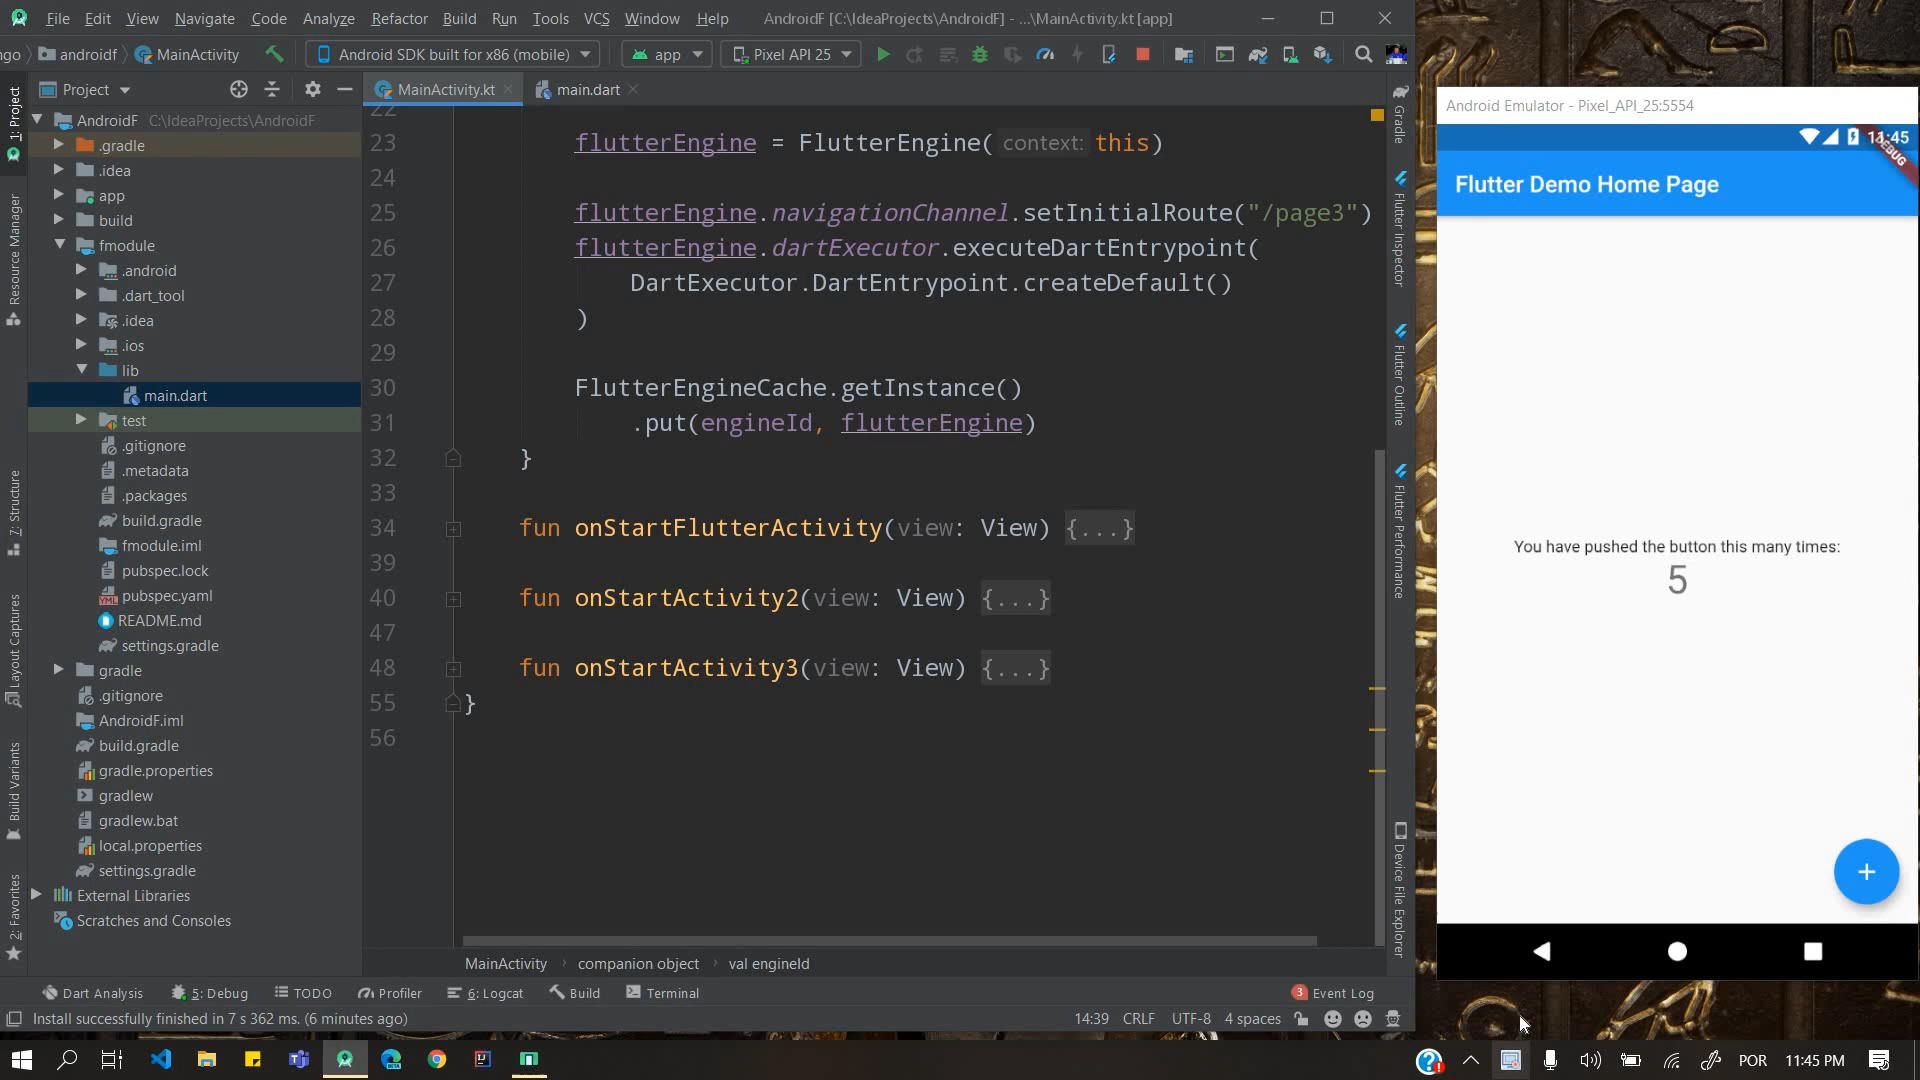 File Edit View Navigate Code Analyze Refactor Build Run Tools VCS Window Help AndroidF [C:\IdeaProjects\AndroidF] - ...\MainActivity.kt [app]
ngo androidf MainActivity Android SDK built for x86 (mobile) app Pixel API 25
Project
MainActivity.kt main.dart
1: Project
Resource Manager
7: Structure
Layout Captures
Build Variants
2: Favorites
AndroidF C:\IdeaProjects\AndroidF
.gradle
.idea
app
build
fmodule
.android
.dart_tool
.idea
.ios
lib
main.dart
test
.gitignore
.metadata
.packages
build.gradle
fmodule.iml
pubspec.lock
pubspec.yaml
README.md
settings.gradle
gradle
.gitignore
AndroidF.iml
build.gradle
gradle.properties
gradlew
gradlew.bat
local.properties
settings.gradle
External Libraries
Scratches and Consoles
22
23 flutterEngine = FlutterEngine( context: this)
24
25 flutterEngine.navigationChannel.setInitialRoute("/page3")
26 flutterEngine.dartExecutor.executeDartEntrypoint(
27 DartExecutor.DartEntrypoint.createDefault()
28 )
29
30 FlutterEngineCache.getInstance()
31 .put(engineId, flutterEngine)
32 }
33
34 fun onStartFlutterActivity(view: View) {...}
39
40 fun onStartActivity2(view: View) {...}
47
48 fun onStartActivity3(view: View) {...}
55 }
56
MainActivity companion object val engineId
Gradle
Flutter Inspector
Flutter Outline
Flutter Performance
Device File Explorer
Dart Analysis 5: Debug TODO Profiler 6: Logcat Build Terminal 3 Event Log
Install successfully finished in 7 s 362 ms. (6 minutes ago) 14:39 CRLF UTF-8 4 spaces
Android Emulator - Pixel_API_25:5554
11:45
DEBUG
Flutter Demo Home Page
You have pushed the button this many times:
5
+
POR 11:45 PM